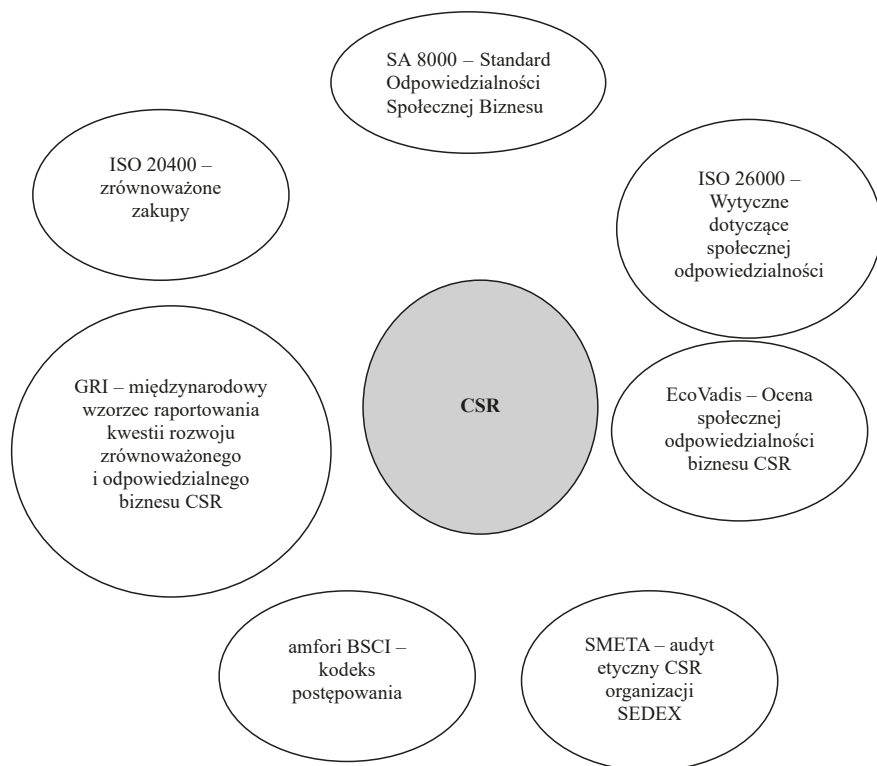 SA 8000 – Standard
Odpowiedzialności
Społecznej Biznesu
ISO 20400 –
zrównoważone
zakupy
ISO 26000 –
Wytyczne
dotyczące
społecznej
odpowiedzialności
GRI – międzynarodowy
wzorzec raportowania
kwestii rozwoju
zrównoważonego
i odpowiedzialnego
biznesu CSR
CSR
EcoVadis – Ocena
społecznej
odpowiedzialności
biznesu CSR
amfori BSCI –
kodeks
postępowania
SMETA – audyt
etyczny CSR
organizacji
SEDEX